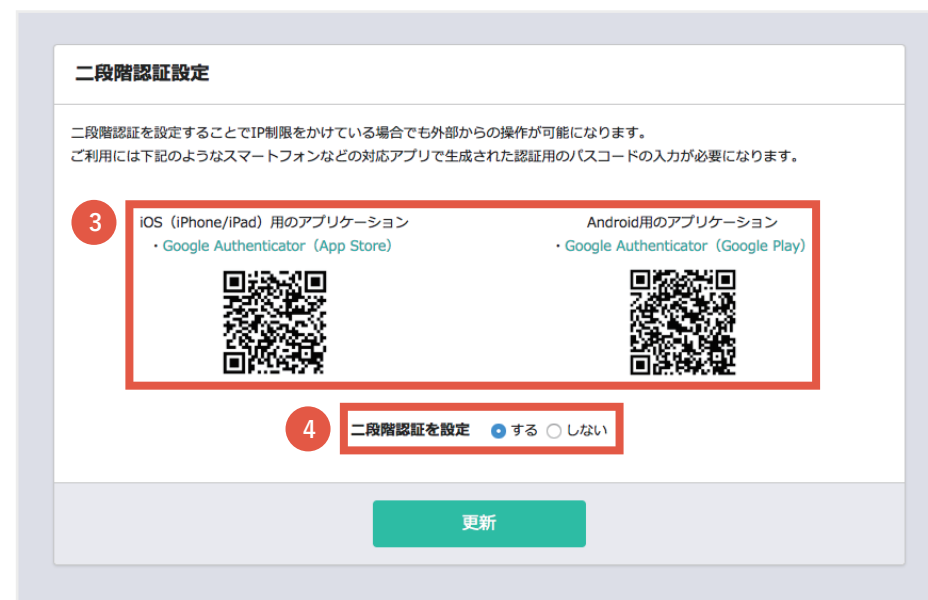 二段階認証設定
二段階認証を設定することでIP制限をかけている場合でも外部からの操作が可能になります。
ご利用には下記のようなスマートフォンなどの対応アプリで生成された認証用のパスコードの入力が必要になります。
3
iOS（iPhone/iPad）用のアプリケーション
・Google Authenticator（App Store）
Android用のアプリケーション
・Google Authenticator（Google Play）
4
二段階認証を設定 する しない
更新